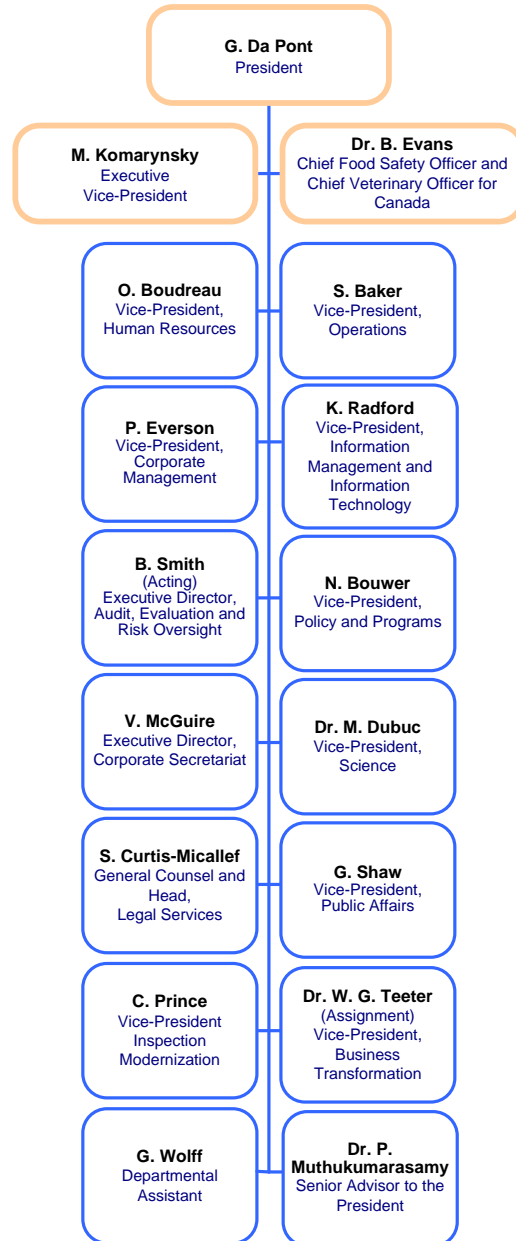 G. Da Pont
President
M. Komarynsky
Executive
Vice-President
Dr. B. Evans
Chief Food Safety Officer and
Chief Veterinary Officer for
Canada
O. Boudreau
Vice-President,
Human Resources
S. Baker
Vice-President,
Operations
P. Everson
Vice-President,
Corporate
Management
K. Radford
Vice-President,
Information
Management and
Information
Technology
B. Smith
(Acting)
Executive Director,
Audit, Evaluation and
Risk Oversight
N. Bouwer
Vice-President,
Policy and Programs
V. McGuire
Executive Director,
Corporate Secretariat
Dr. M. Dubuc
Vice-President,
Science
S. Curtis-Micallef
General Counsel and
Head,
Legal Services
G. Shaw
Vice-President,
Public Affairs
C. Prince
Vice-President
Inspection
Modernization
Dr. W. G. Teeter
(Assignment)
Vice-President,
Business
Transformation
G. Wolff
Departmental
Assistant
Dr. P.
Muthukumarasamy
Senior Advisor to the
President